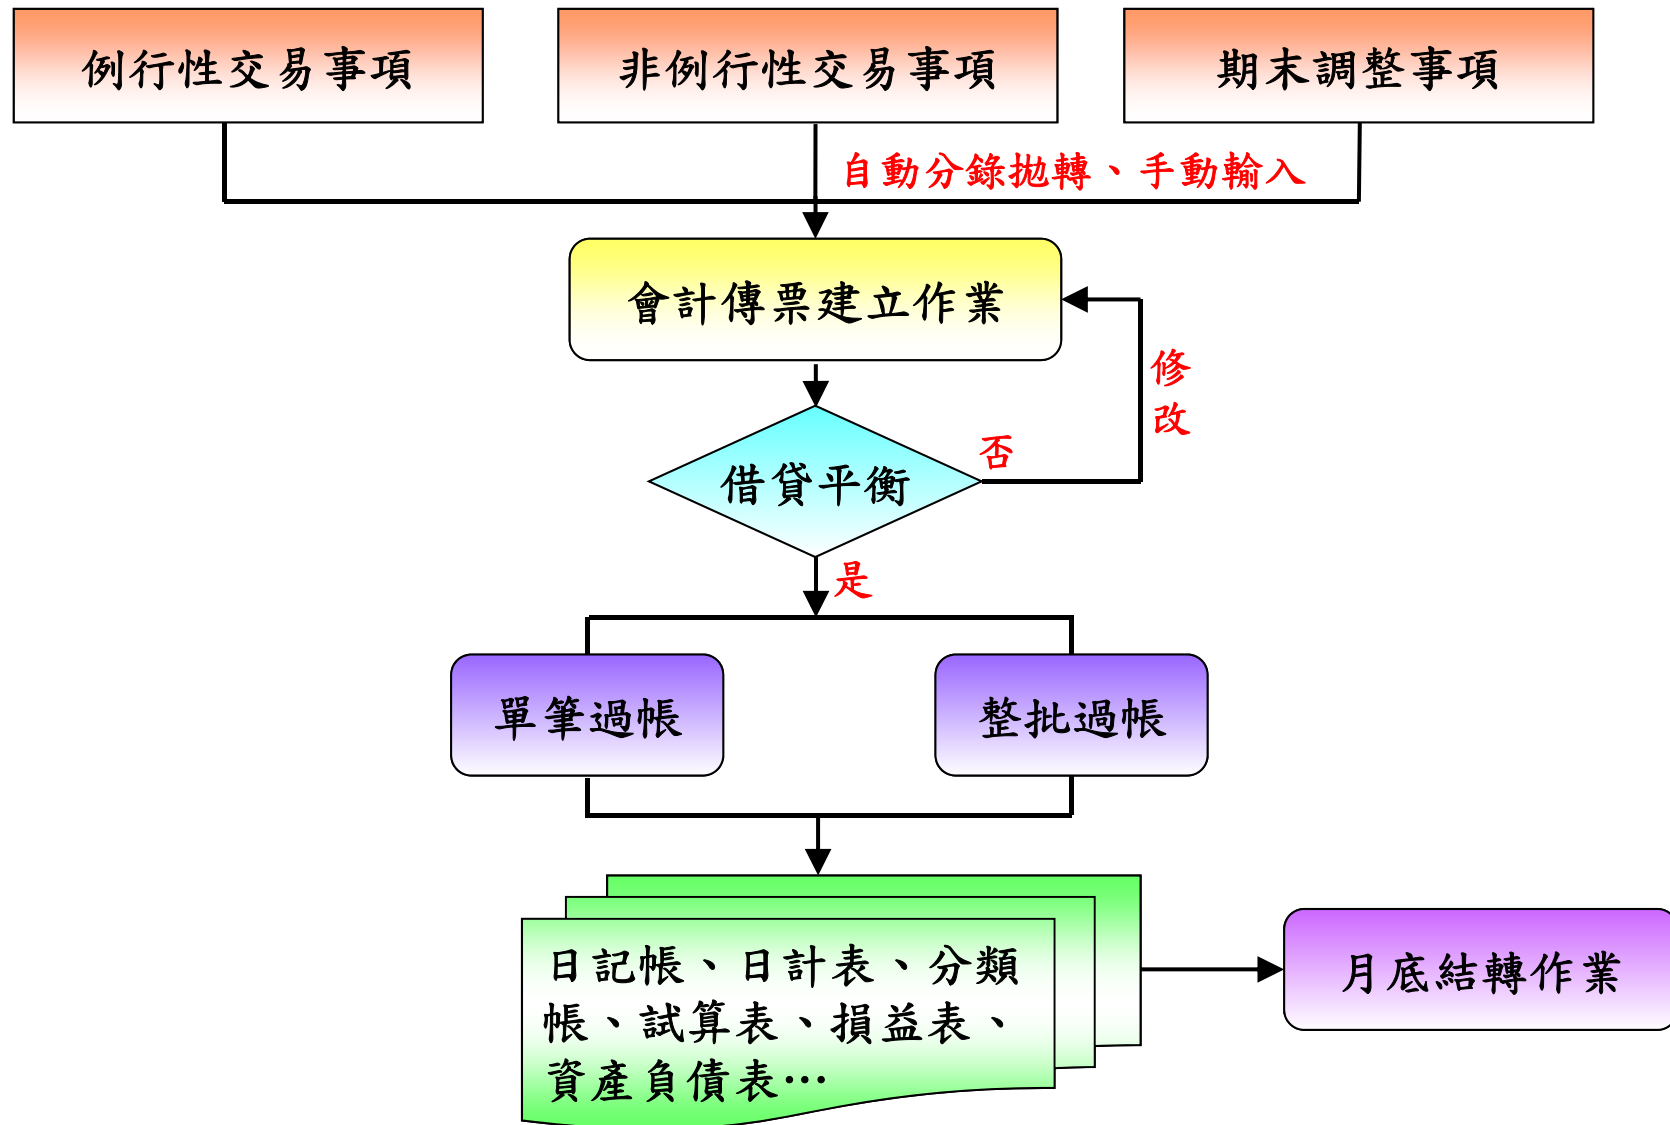 例行性交易事項
非例行性交易事項
期末調整事項
自動分錄拋轉、手動輸入
會計傳票建立作業
修
改
否
借貸平衡
是
單筆過帳
整批過帳
日記帳、日計表、分類
帳、試算表、損益表、
資產負債表…
月底結轉作業